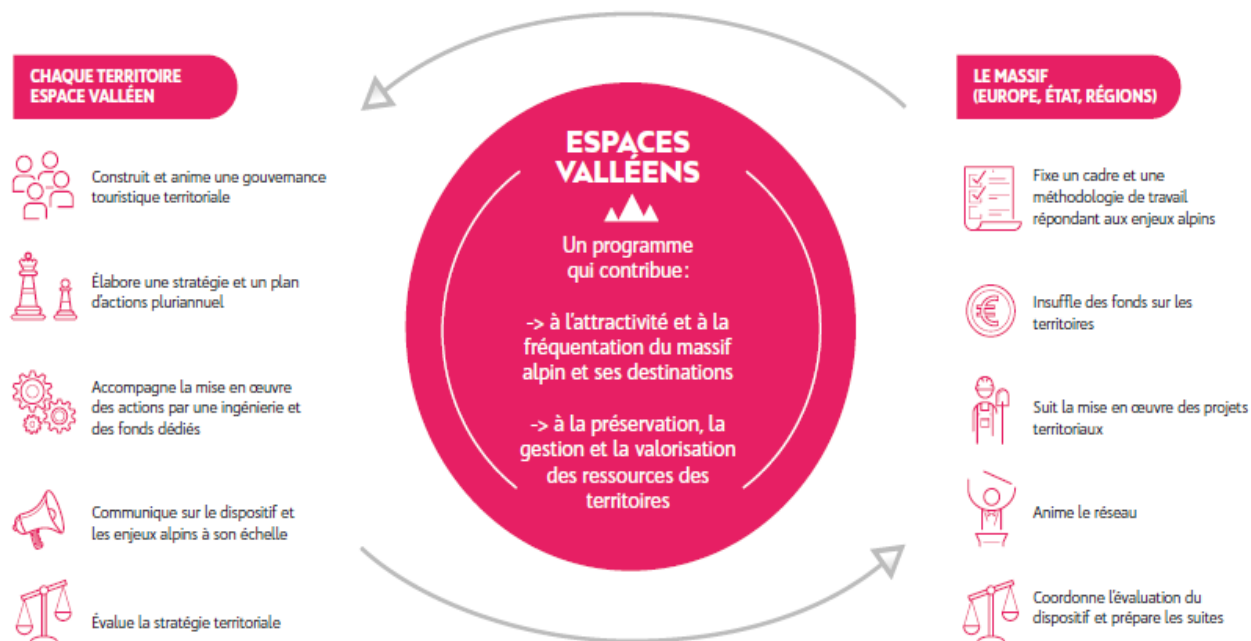 CHAQUE TERRITOIRE
ESPACE VALLÉEN
Construit et anime une gouvernance
touristique territoriale
Élabore une stratégie et un plan
d'actions pluriannuel
Accompagne la mise en œuvre
des actions par une ingénierie et
des fonds dédiés
Communique sur le dispositif et
les enjeux alpins à son échelle
Évalue la stratégie territoriale
ESPACES
VALLÉENS
Un programme
qui contribue :
-> à l'attractivité et à la
fréquentation du massif
alpin et ses destinations
-> à la préservation, la
gestion et la valorisation
des ressources des
territoires
LE MASSIF
(EUROPE, ÉTAT, RÉGIONS)
Fixe un cadre et une
méthodologie de travail
répondant aux enjeux alpins
€
Insuffle des fonds sur les
territoires
Suit la mise en œuvre des projets
territoriaux
Anime le réseau
Coordonne l'évaluation du
dispositif et prépare les suites